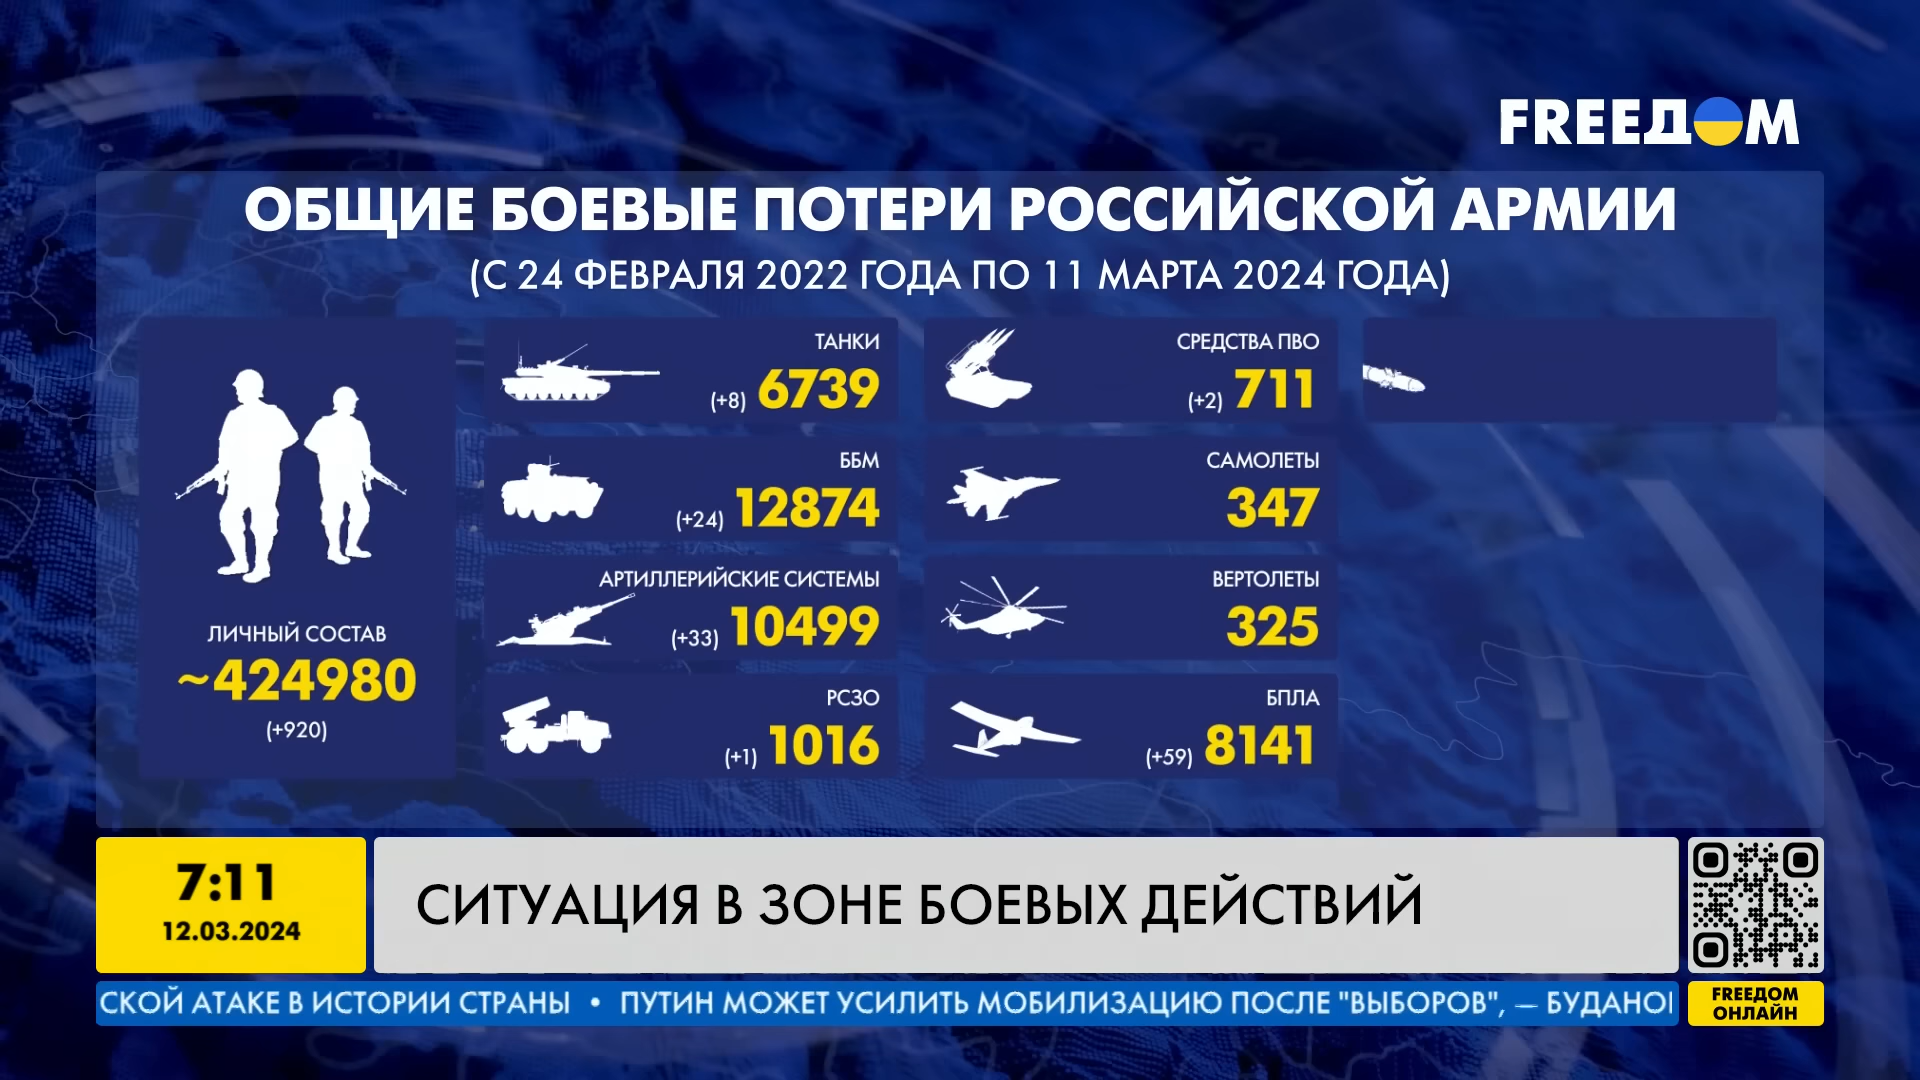 FREEДОМ
ОБЩИЕ БОЕВЫЕ ПОТЕРИ РОССИЙСКОЙ АРМИИ
(С 24 ФЕВРАЛЯ 2022 ГОДА ПО 11 МАРТА 2024 ГОДА)
ЛИЧНЫЙ СОСТАВ
~424980
(+920)
ТАНКИ
(+8) 6739
ББМ
(+24) 12874
АРТИЛЛЕРИЙСКИЕ СИСТЕМЫ
(+33) 10499
РСЗО
(+1) 1016
СРЕДСТВА ПВО
(+2) 711
САМОЛЕТЫ
347
ВЕРТОЛЕТЫ
325
БПЛА
(+59) 8141
7:11
12.03.2024
СИТУАЦИЯ В ЗОНЕ БОЕВЫХ ДЕЙСТВИЙ
СКОЙ АТАКЕ В ИСТОРИИ СТРАНЫ • ПУТИН МОЖЕТ УСИЛИТЬ МОБИЛИЗАЦИЮ ПОСЛЕ "ВЫБОРОВ", — БУДАНО
FREEДОМ
ОНЛАЙН